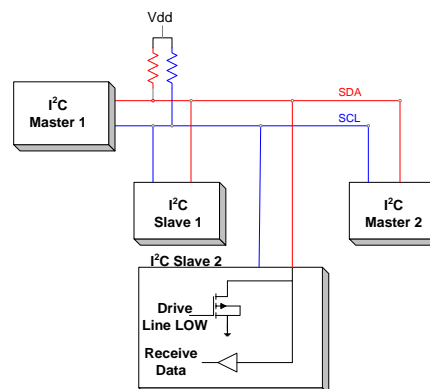 Vdd
I²C
Master 1
SDA
SCL
I²C
Slave 1
I²C
Master 2
I²C Slave 2
Drive
Line LOW
Receive
Data